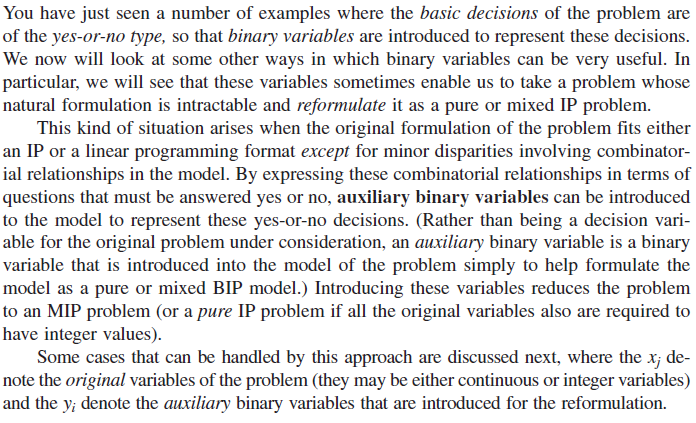 You have just seen a number of examples where the basic decisions of the problem are
of the yes-or-no type, so that binary variables are introduced to represent these decisions.
We now will look at some other ways in which binary variables can be very useful. In
particular, we will see that these variables sometimes enable us to take a problem whose
natural formulation is intractable and reformulate it as a pure or mixed IP problem.
This kind of situation arises when the original formulation of the problem fits either
an IP or a linear programming format except for minor disparities involving combinator-
ial relationships in the model. By expressing these combinatorial relationships in terms of
questions that must be answered yes or no, auxiliary binary variables can be introduced
to the model to represent these yes-or-no decisions. (Rather than being a decision vari-
able for the original problem under consideration, an auxiliary binary variable is a binary
variable that is introduced into the model of the problem simply to help formulate the
model as a pure or mixed BIP model.) Introducing these variables reduces the problem
to an MIP problem (or a pure IP problem if all the original variables also are required to
have integer values).
Some cases that can be handled by this approach are discussed next, where the xj de-
note the original variables of the problem (they may be either continuous or integer variables)
and the yi denote the auxiliary binary variables that are introduced for the reformulation.